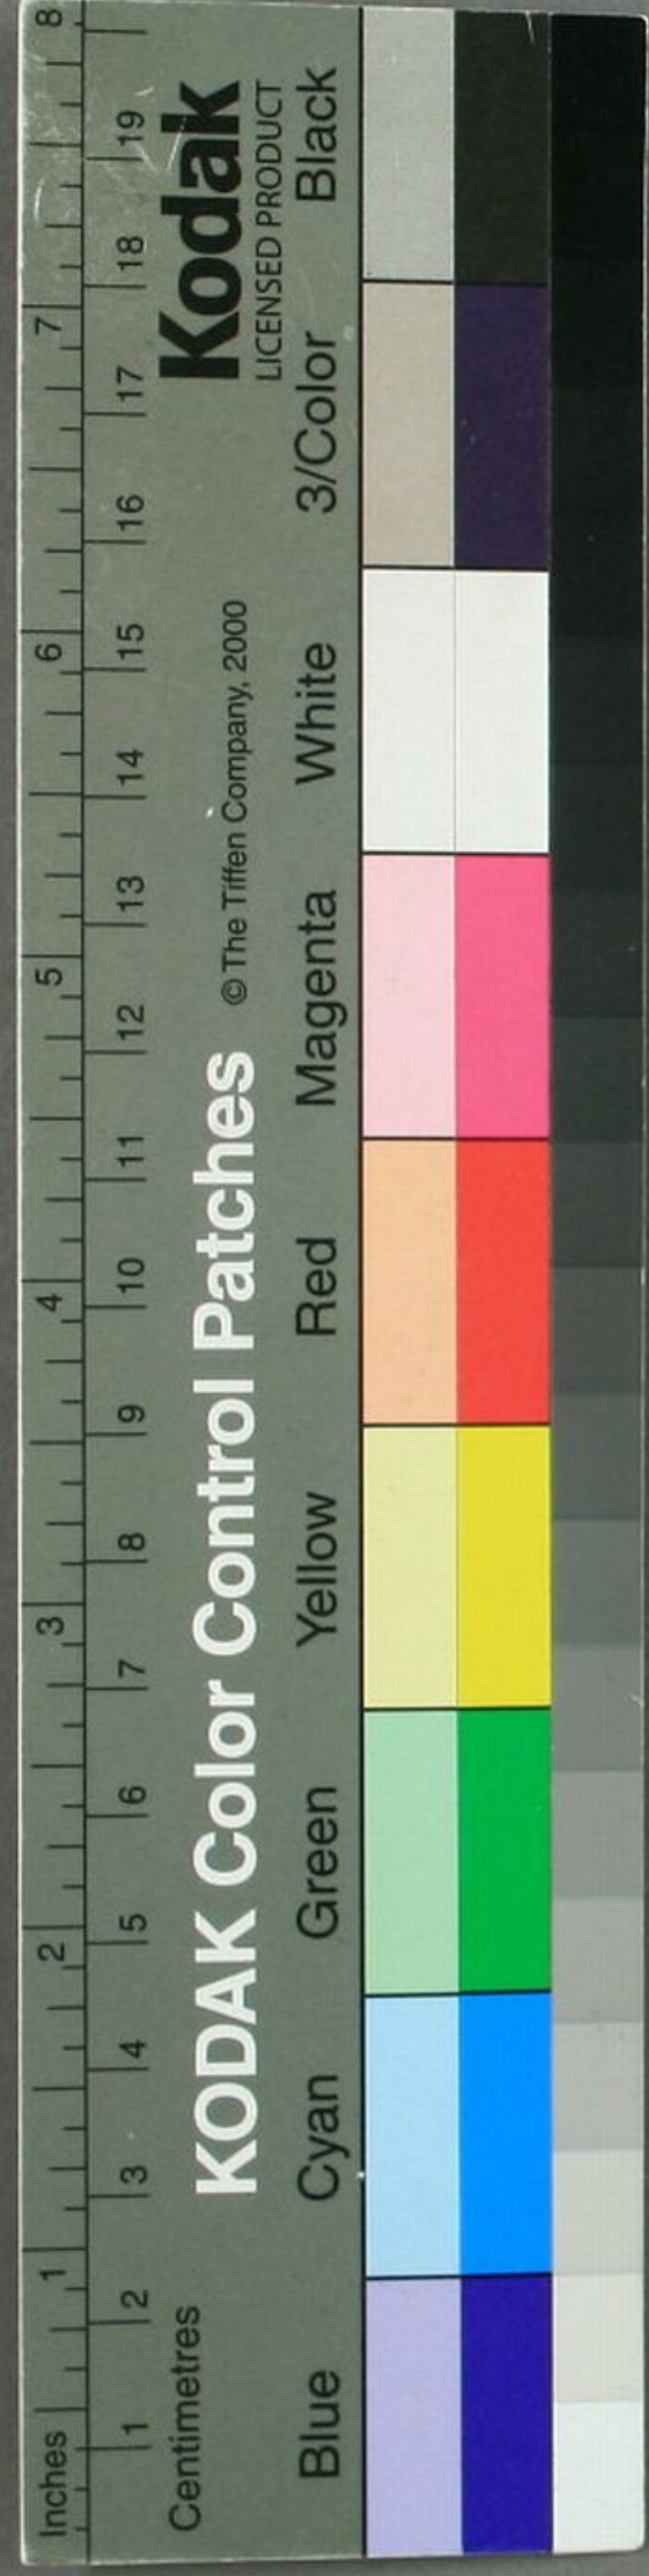 Inches 1 2 3 4 5 6 7 8
1 2 3 4 5 6 7 8 9 10 11 12 13 14 15 16 17 18 19
Centimetres
KODAK Color Control Patches © The Tiffen Company, 2000
Kodak
LICENSED PRODUCT
Blue Cyan Green Yellow Red Magenta White 3/Color Black